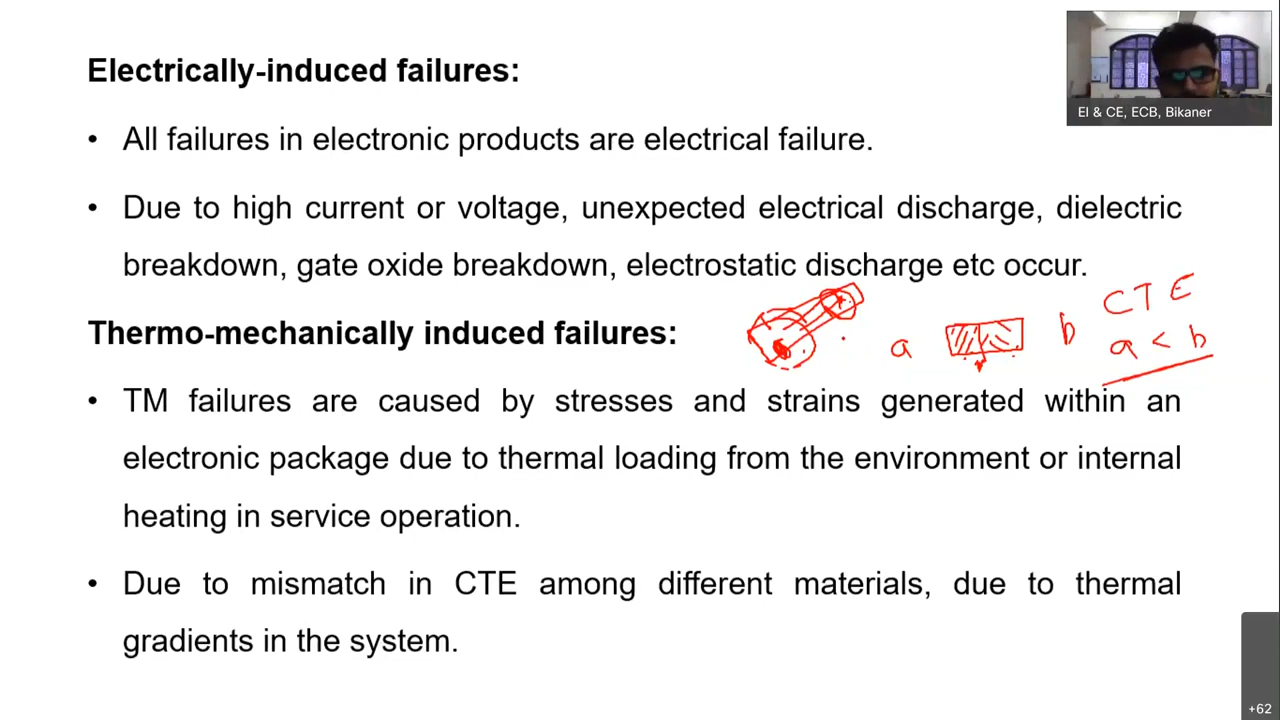 Electrically-induced failures:
EI & CE, ECB, Bikaner
• All failures in electronic products are electrical failure.
• Due to high current or voltage, unexpected electrical discharge, dielectric
breakdown, gate oxide breakdown, electrostatic discharge etc occur.
CTE
Thermo-mechanically induced failures:
a
b
a < b
• TM failures are caused by stresses and strains generated within an
electronic package due to thermal loading from the environment or internal
heating in service operation.
• Due to mismatch in CTE among different materials, due to thermal
gradients in the system.
+62